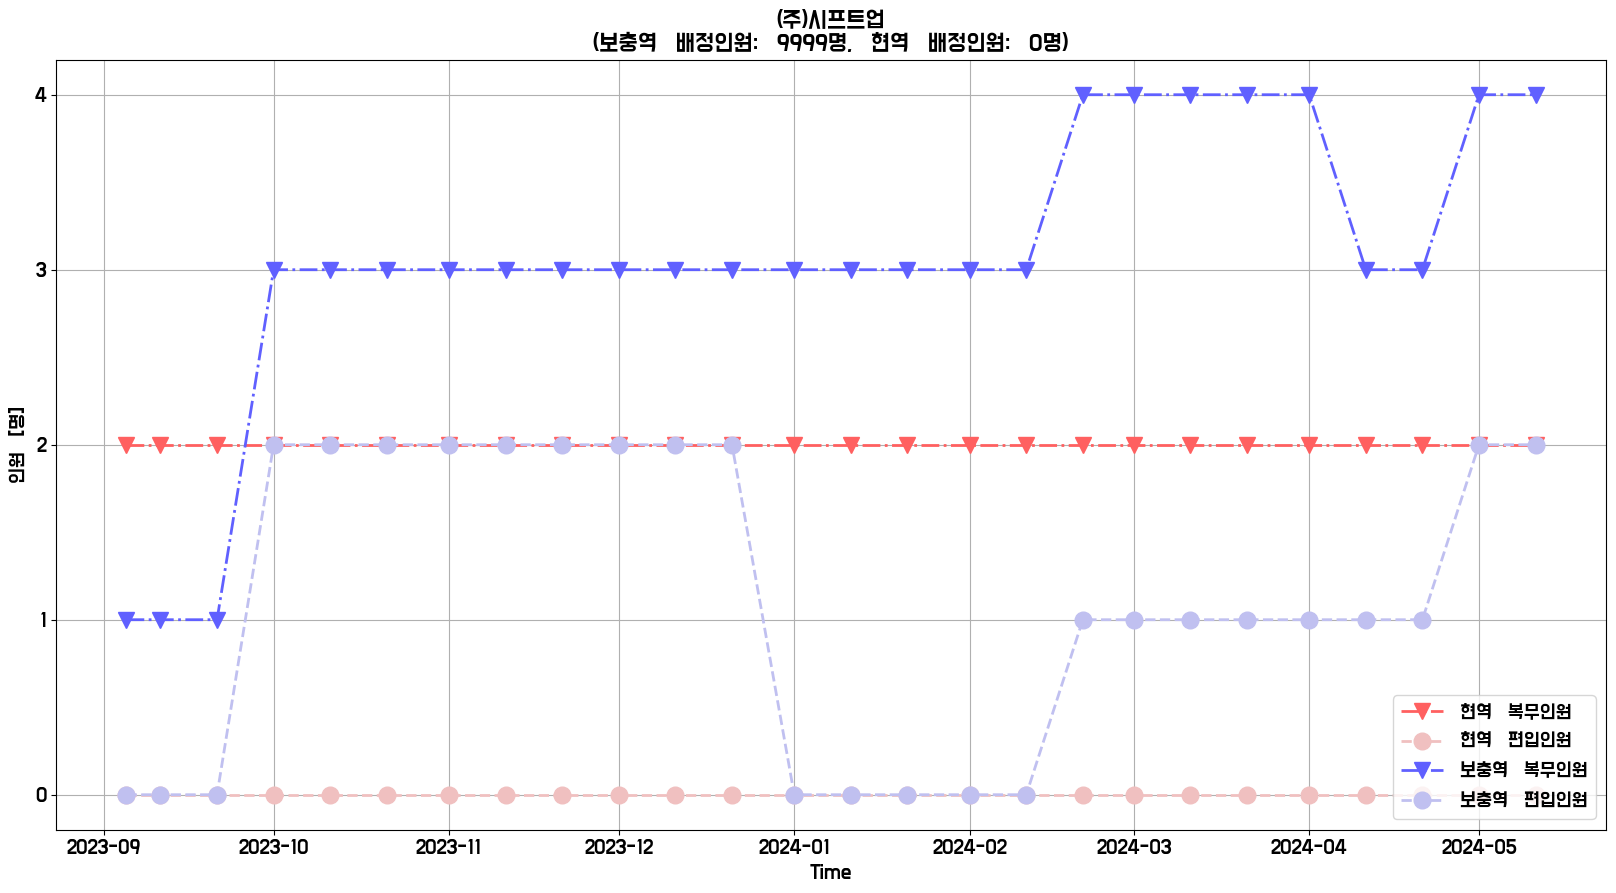 (주)시프트업
(보충역 배정인원: 9999명, 현역 배정인원: 0명)
4
3
2
1
0
인원 [명]
2023-09 2023-10 2023-11 2023-12 2024-01 2024-02 2024-03 2024-04 2024-05
Time
현역 복무인원
현역 편입인원
보충역 복무인원
보충역 편입인원